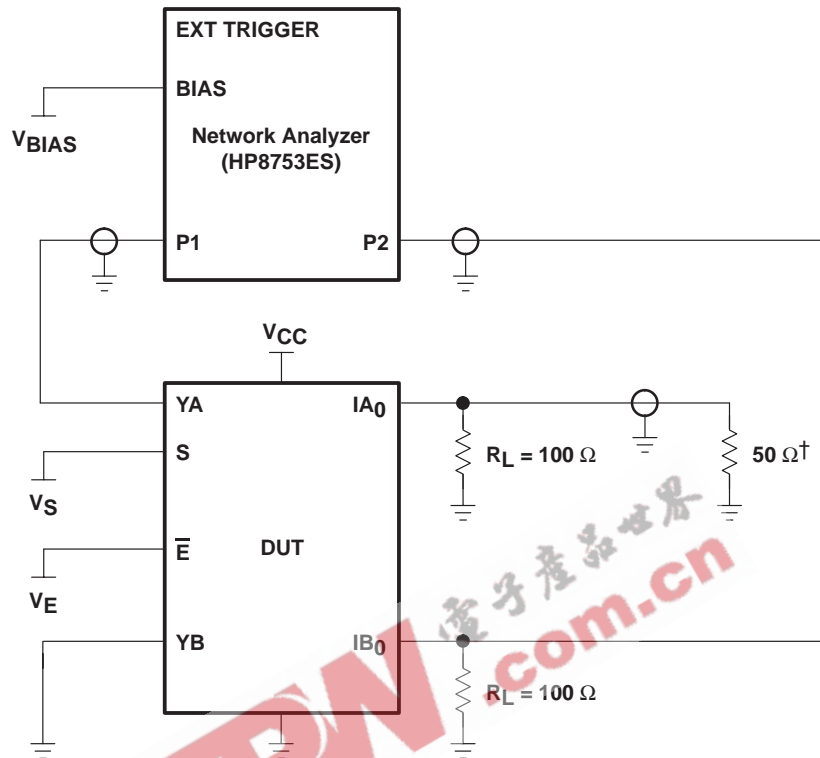 EXT TRIGGER
BIAS
VBIAS
Network Analyzer
(HP8753ES)
P1
P2
VCC
YA
IA0
RL = 100 Ω
50 Ω†
S
VS
E̅
VE
DUT
YB
IB0
RL = 100 Ω
電子產品世界
.com.cn